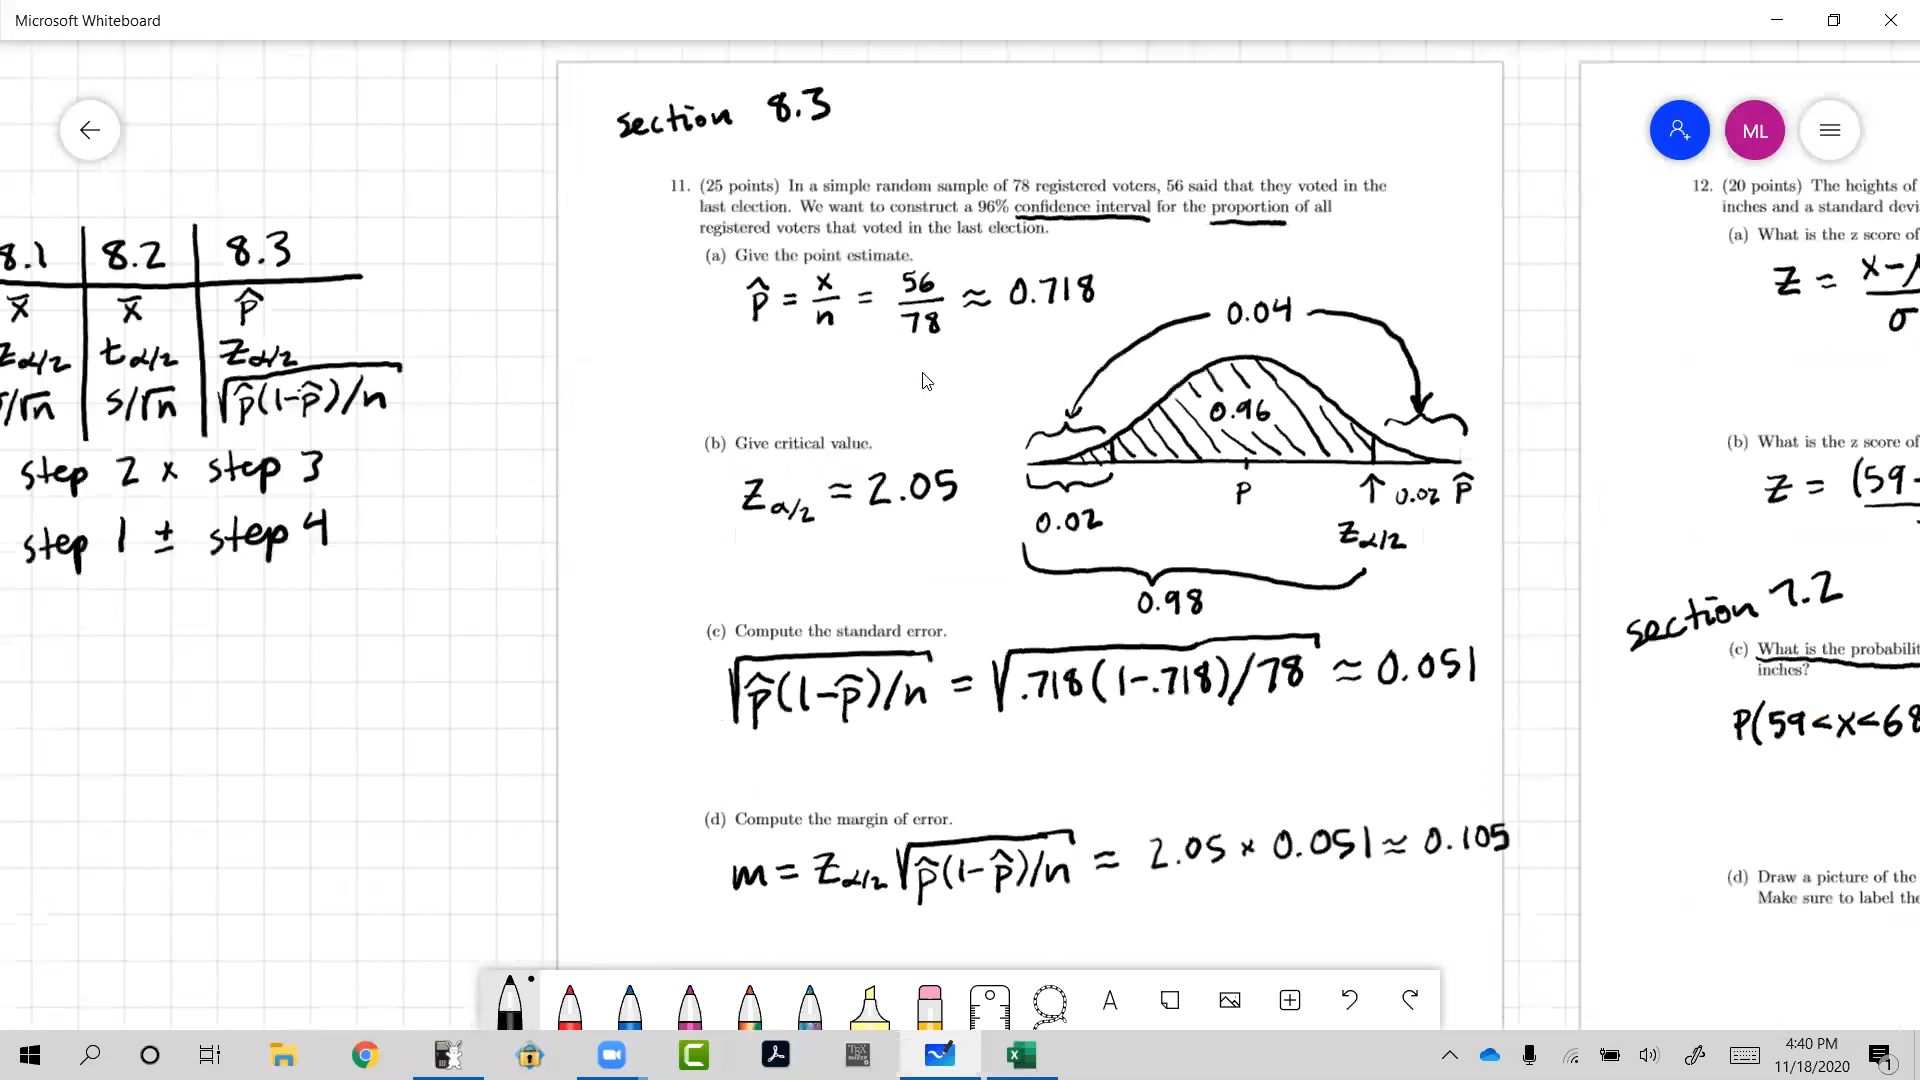 Microsoft Whiteboard
section 8.3
ML
8.1 8.2 8.3
x̄ x̄ p̂
zα/2 tα/2 zα/2
/√n s/√n √p̂(1-p̂)/n
step 2 × step 3
step 1 ± step 4
11. (25 points) In a simple random sample of 78 registered voters, 56 said that they voted in the
last election. We want to construct a 96% confidence interval for the proportion of all
registered voters that voted in the last election.
(a) Give the point estimate.
p̂ = x/n = 56/78 ≈ 0.718
0.04
0.96
(b) Give critical value.
zα/2 ≈ 2.05
p ↑ 0.02 p̂
0.02 zα/2
0.98
(c) Compute the standard error.
√p̂(1-p̂)/n = √.718(1-.718)/78 ≈ 0.051
(d) Compute the margin of error.
m = zα/2 √p̂(1-p̂)/n ≈ 2.05 × 0.051 ≈ 0.105
12. (20 points) The heights of
inches and a standard devi
(a) What is the z score of
z = x-μ
σ
(b) What is the z score of
z = (59-
section 7.2
(c) What is the probabilit
inches?
P(59<x<68
(d) Draw a picture of the
Make sure to label the
A
4:40 PM
11/18/2020
1